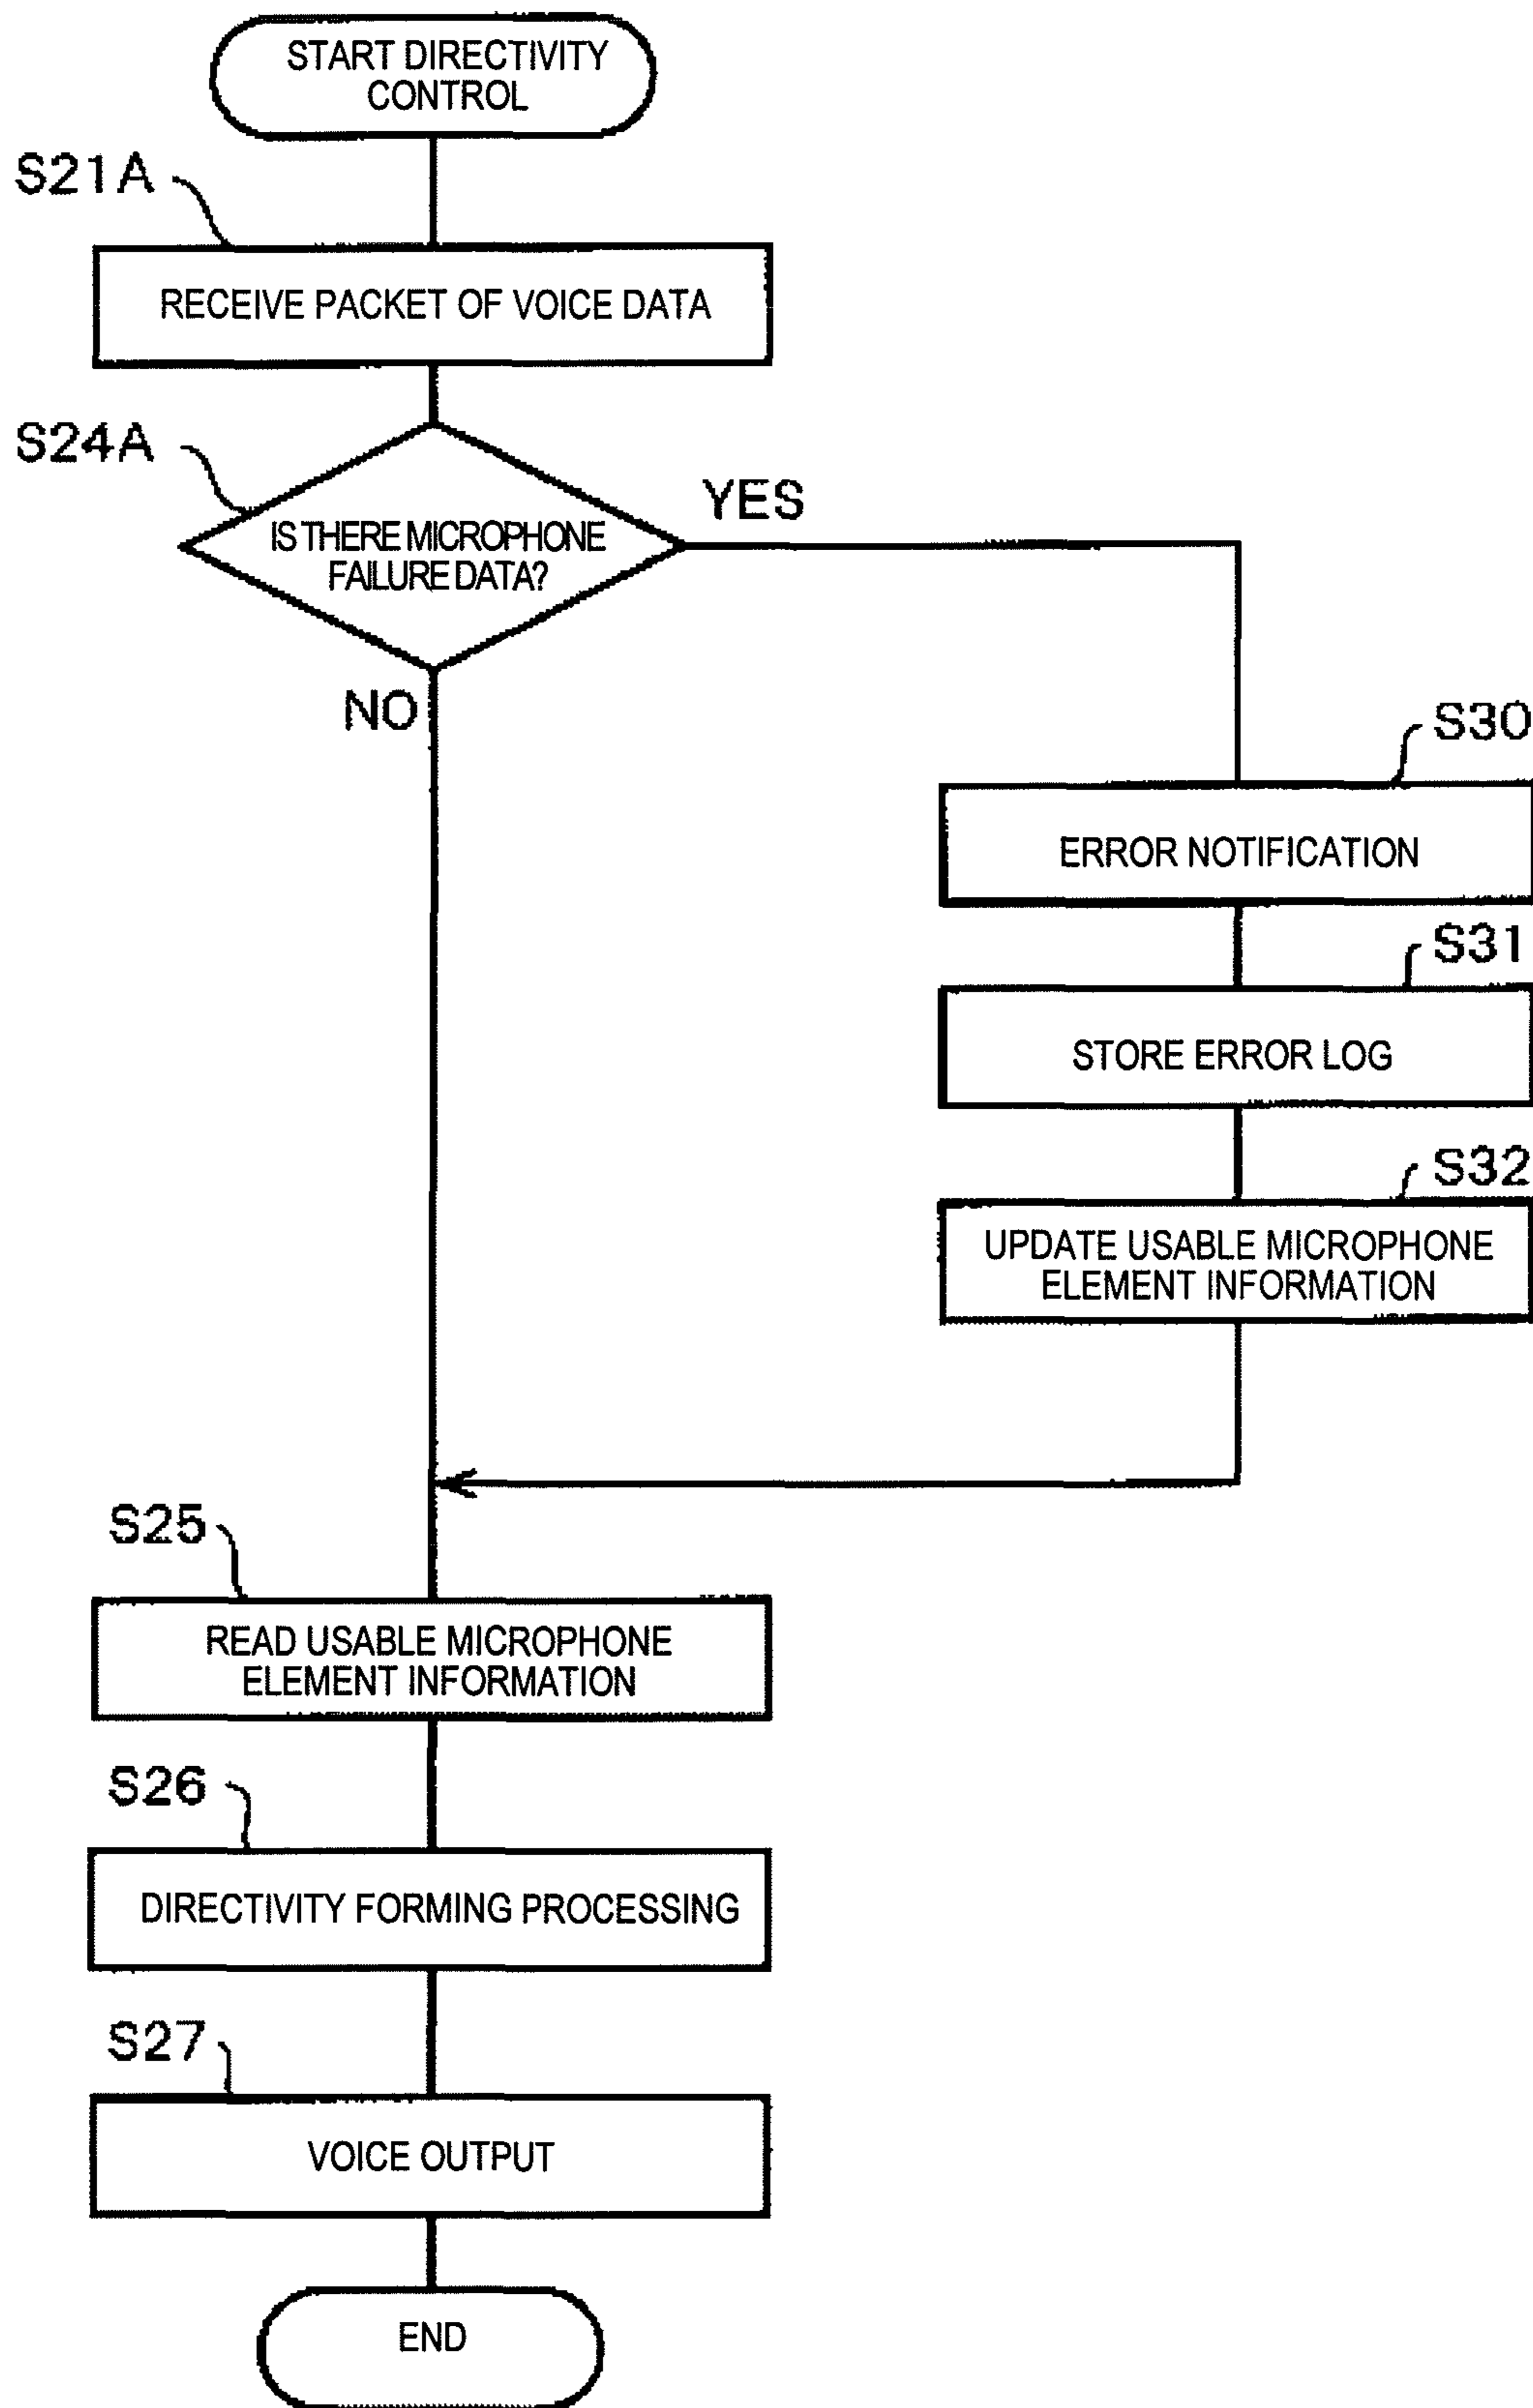 START DIRECTIVITY
CONTROL
S21A
RECEIVE PACKET OF VOICE DATA
S24A
IS THERE MICROPHONE
FAILURE DATA?
YES
NO
S30
ERROR NOTIFICATION
S31
STORE ERROR LOG
S32
UPDATE USABLE MICROPHONE
ELEMENT INFORMATION
S25
READ USABLE MICROPHONE
ELEMENT INFORMATION
S26
DIRECTIVITY FORMING PROCESSING
S27
VOICE OUTPUT
END